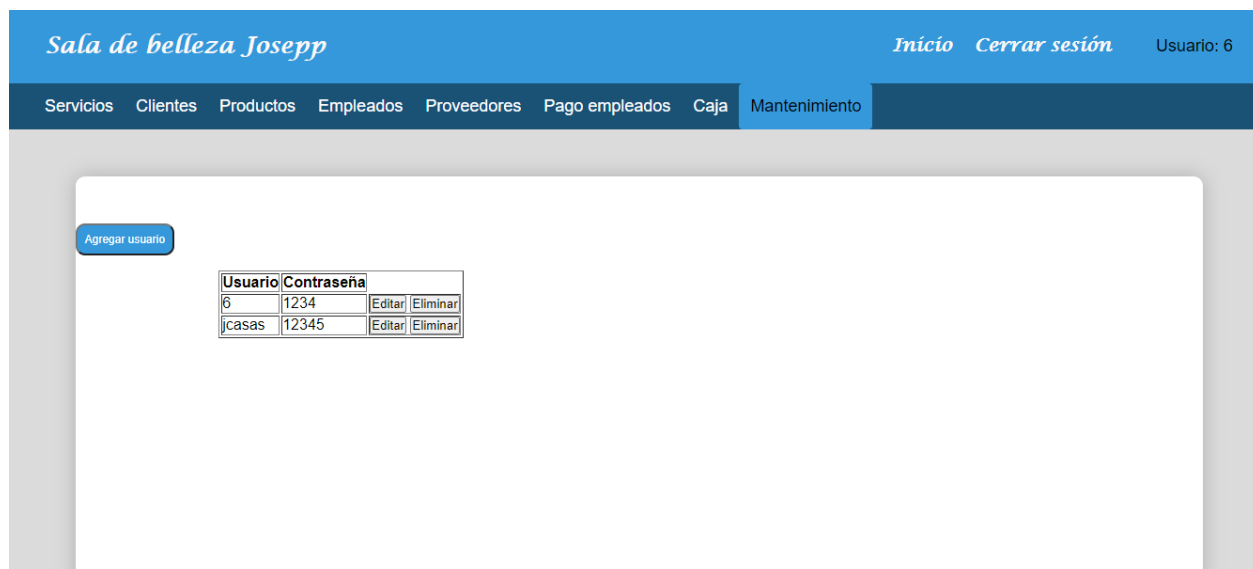 Sala de belleza Josepp Inicio Cerrar sesión Usuario: 6
Servicios Clientes Productos Empleados Proveedores Pago empleados Caja Mantenimiento
Agregar usuario
Usuario Contraseña
6 1234 Editar Eliminar
jcasas 12345 Editar Eliminar